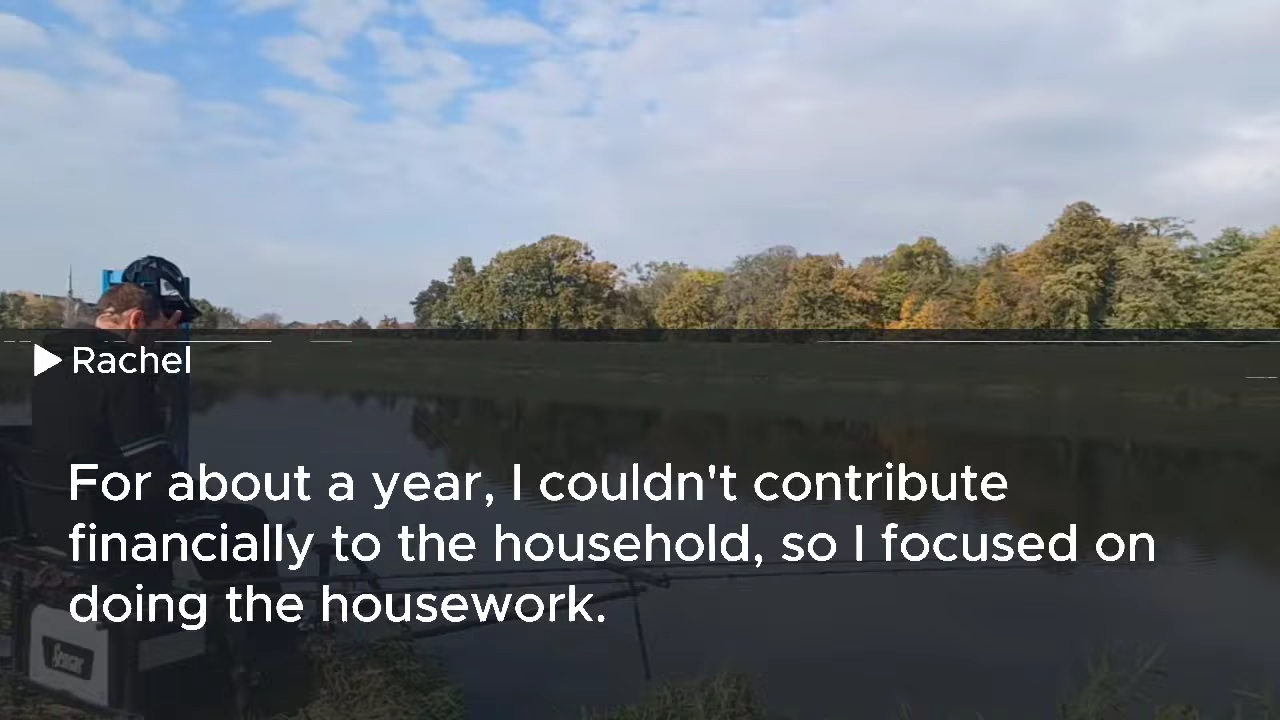 Rachel
For about a year, I couldn't contribute
financially to the household, so I focused on
doing the housework.